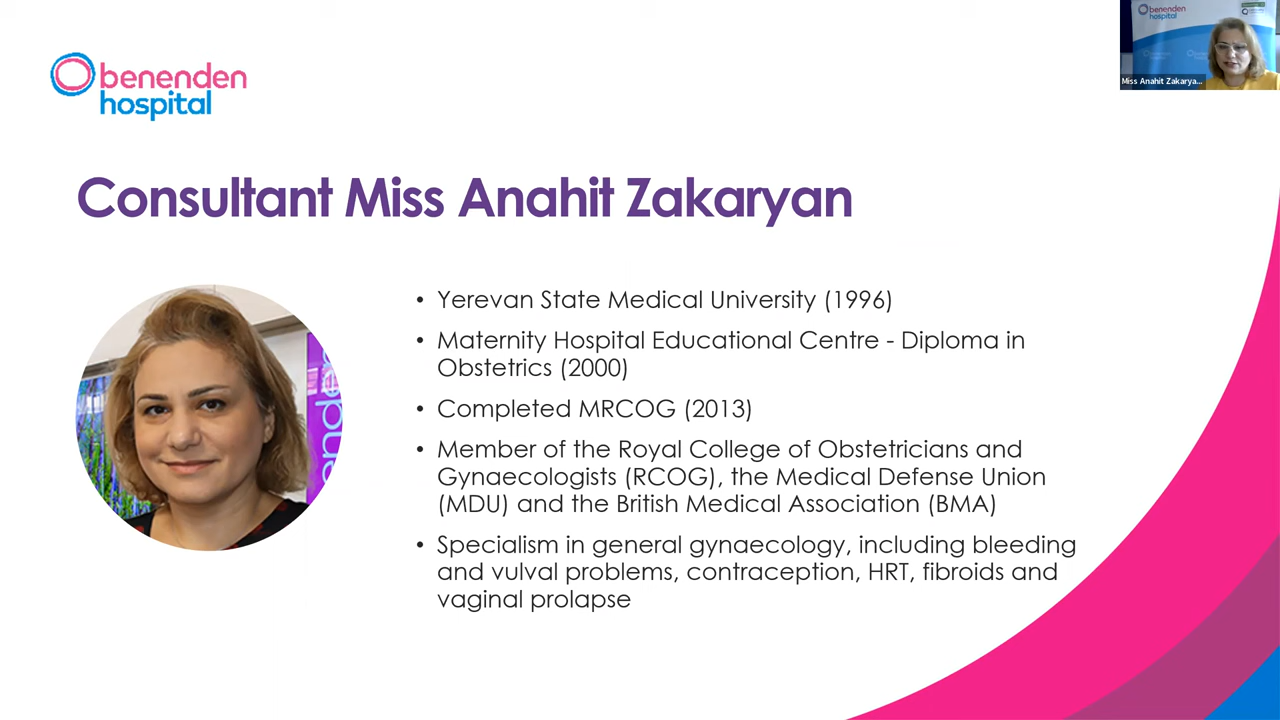 benenden
hospital
benenden
hospital
Miss Anahit Zakarya...
Consultant Miss Anahit Zakaryan
• Yerevan State Medical University (1996)
• Maternity Hospital Educational Centre - Diploma in
Obstetrics (2000)
• Completed MRCOG (2013)
• Member of the Royal College of Obstetricians and
Gynaecologists (RCOG), the Medical Defense Union
(MDU) and the British Medical Association (BMA)
• Specialism in general gynaecology, including bleeding
and vulval problems, contraception, HRT, fibroids and
vaginal prolapse